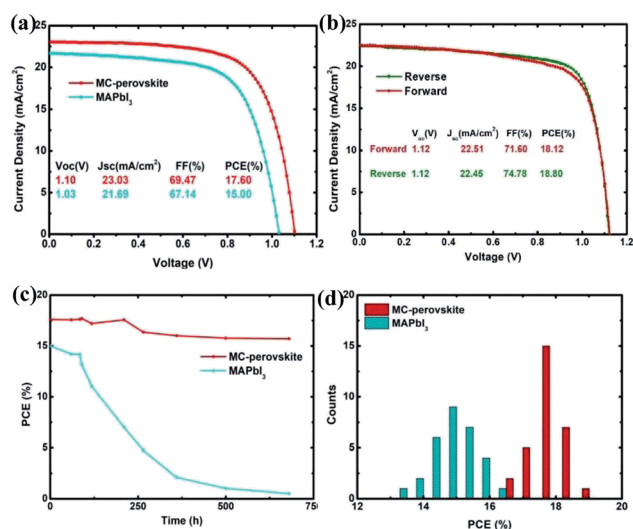 (a)
Current Density (mA/cm²)
25
20
15
10
5
0
MC-perovskite
MAPbI₃
Voc(V) Jsc(mA/cm²) FF(%) PCE(%)
1.10 23.03 69.47 17.60
1.03 21.69 67.14 15.00
0.0 0.2 0.4 0.6 0.8 1.0 1.2
Voltage (V)
(b)
Current Density (mA/cm²)
25
20
15
10
5
0
Reverse
Forward
Voc(V) Jsc(mA/cm²) FF(%) PCE(%)
Forward 1.12 22.51 71.60 18.12
Reverse 1.12 22.45 74.78 18.80
0.0 0.2 0.4 0.6 0.8 1.0 1.2
Voltage (V)
(c)
PCE (%)
20
15
10
5
0
MC-perovskite
MAPbI₃
0 250 500 750
Time (h)
(d)
Counts
20
15
10
5
0
MC-perovskite
MAPbI₃
12 14 16 18 20
PCE (%)